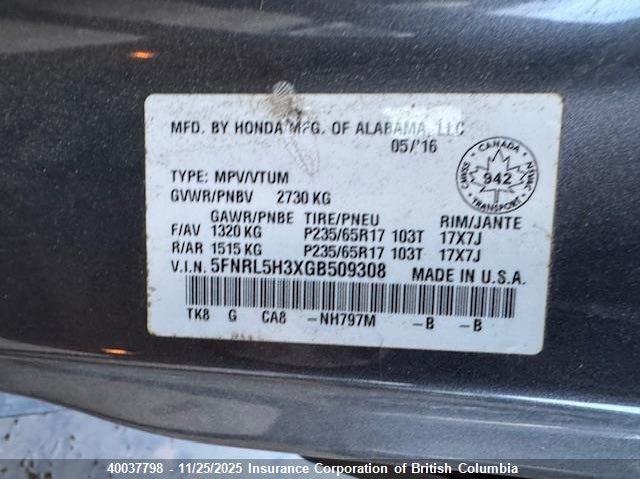 MFD. BY HONDA MFG. OF ALABAMA, LLC
05/'16
TYPE: MPV/VTUM
GVWR/PNBV 2730 KG
GAWR/PNBE TIRE/PNEU RIM/JANTE
F/AV 1320 KG P235/65R17 103T 17X7J
R/AR 1515 KG P235/65R17 103T 17X7J
V.I.N. 5FNRL5H3XGB509308 MADE IN U.S.A.
TK8 G CA8 -NH797M -B -B
CANADA
942
TRANSPORT
40037798 - 11/25/2025 Insurance Corporation of British Columbia